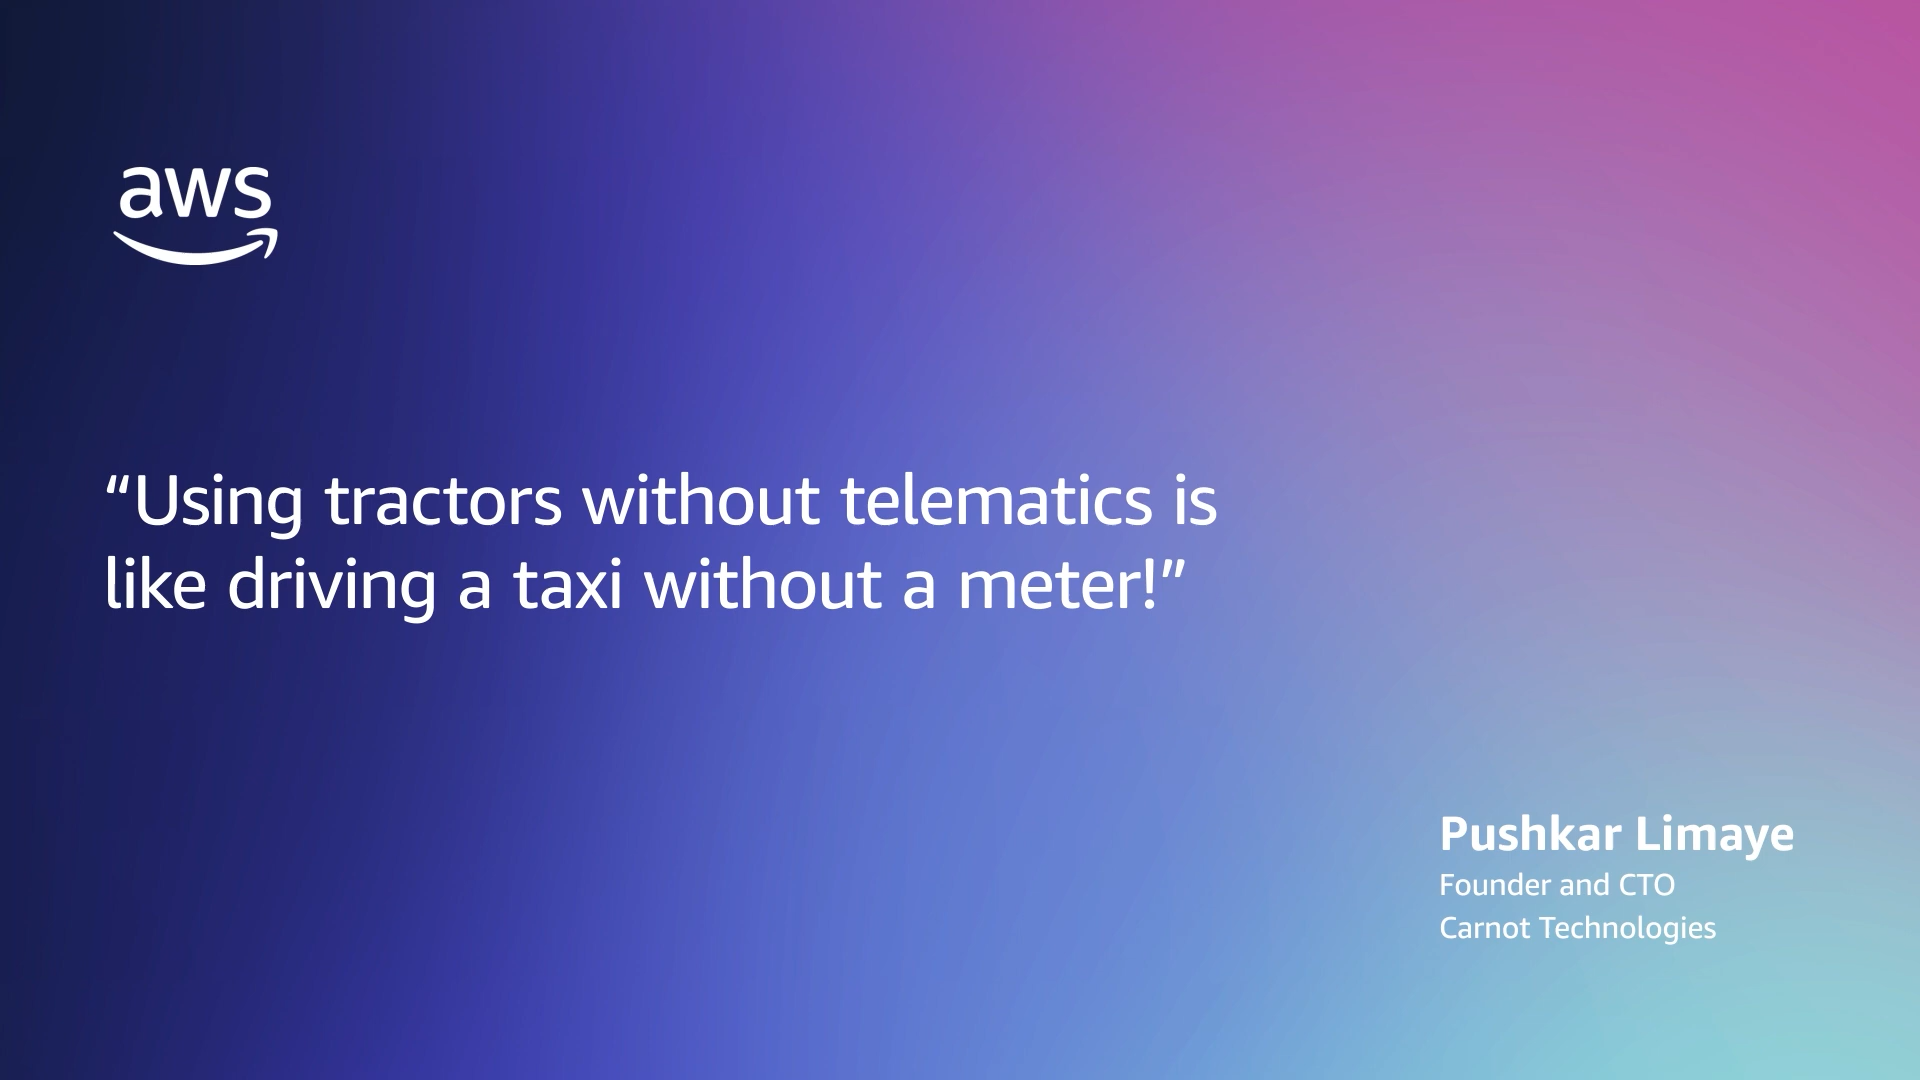 aws
“Using tractors without telematics is
like driving a taxi without a meter!”
Pushkar Limaye
Founder and CTO
Carnot Technologies